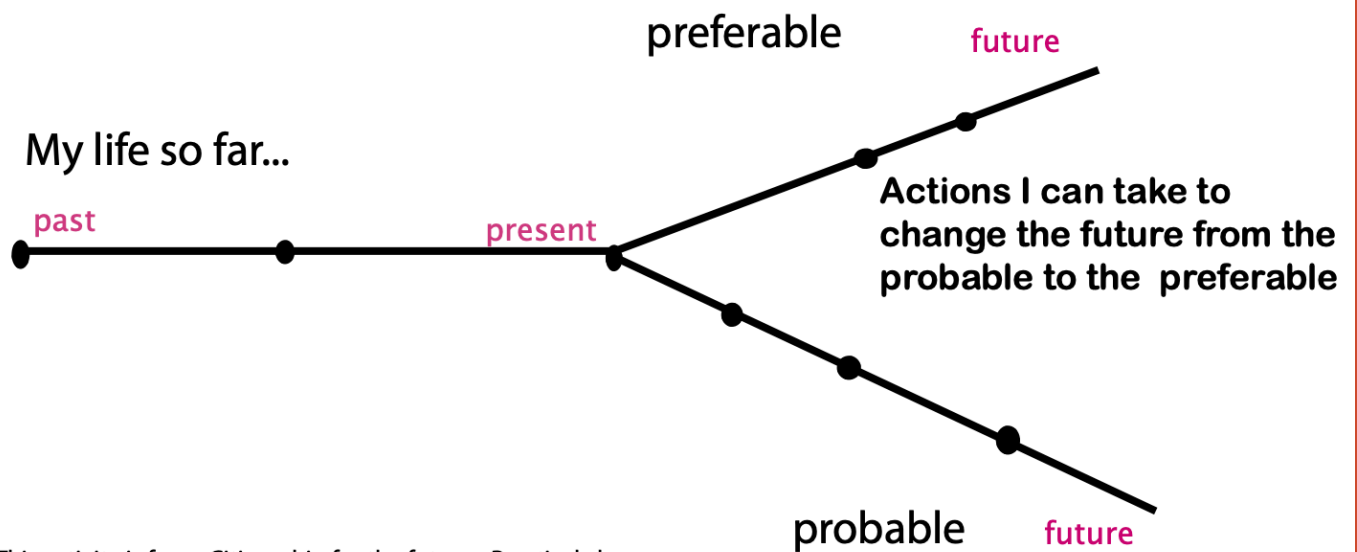 preferable
future
My life so far...
past
present
Actions I can take to
change the future from the
probable to the preferable
probable
future